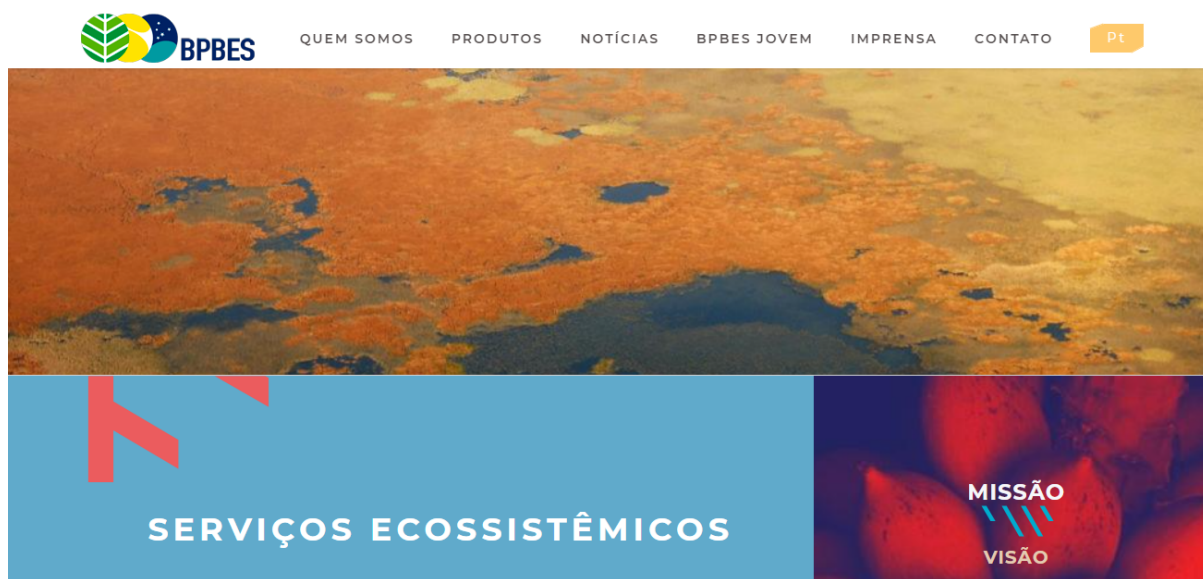 BPBES
QUEM SOMOS PRODUTOS NOTÍCIAS BPBES JOVEM IMPRENSA CONTATO Pt
SERVIÇOS ECOSSISTÊMICOS
MISSÃO
VISÃO